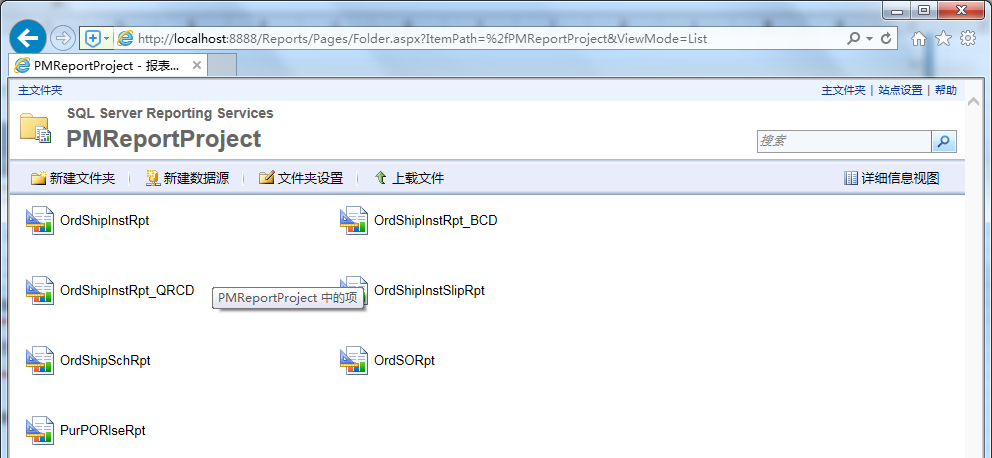 http://localhost:8888/Reports/Pages/Folder.aspx?ItemPath=%2fPMReportProject&ViewMode=List
PMReportProject - 报表...
主文件夹
主文件夹 | 站点设置 | 帮助
SQL Server Reporting Services
PMReportProject
搜索
新建文件夹
新建数据源
文件夹设置
上载文件
详细信息视图
OrdShipInstRpt
OrdShipInstRpt_BCD
OrdShipInstRpt_QRCD
PMReportProject 中的项
OrdShipInstSlipRpt
OrdShipSchRpt
OrdSORpt
PurPORlseRpt